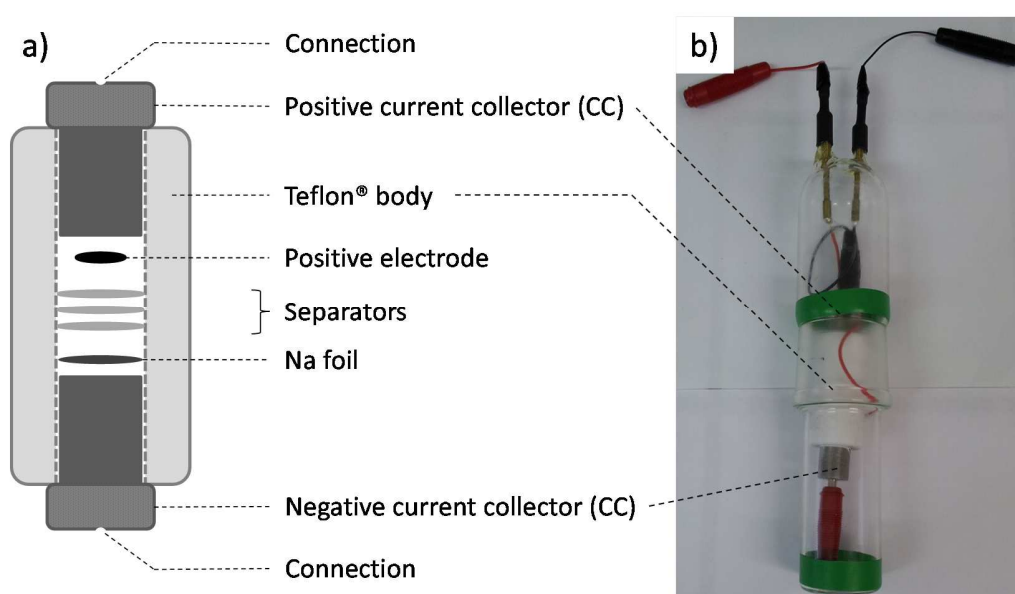 a)
b)
Connection
Positive current collector (CC)
Teflon® body
Positive electrode
Separators
Na foil
Negative current collector (CC)
Connection